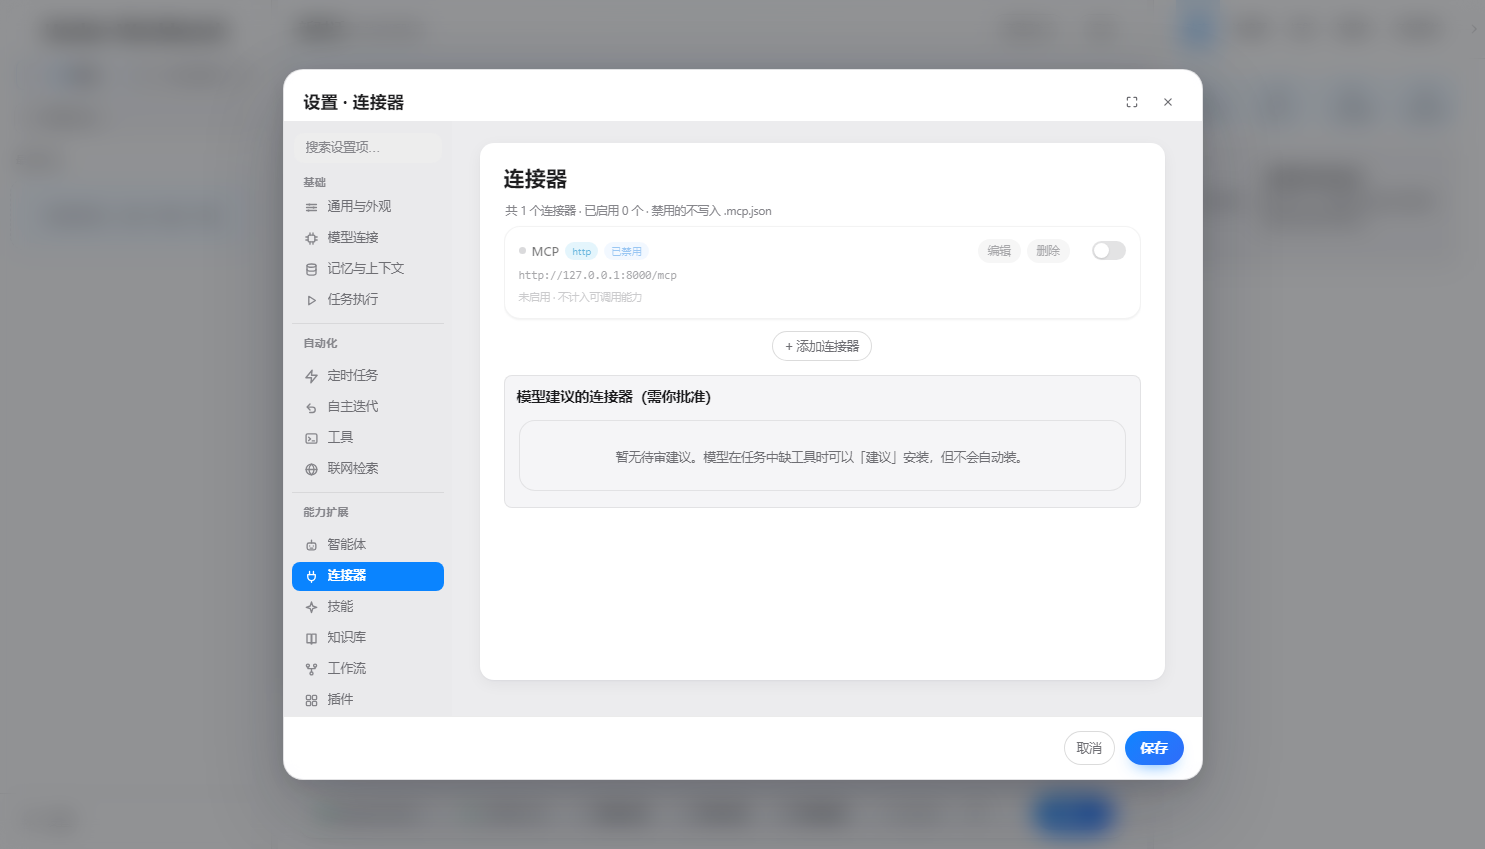 设置 · 连接器
搜索设置项...
基础
通用与外观
模型连接
记忆与上下文
任务执行
自动化
定时任务
自主迭代
工具
联网检索
能力扩展
智能体
连接器
技能
知识库
工作流
插件
连接器
共 1 个连接器 · 已启用 0 个 · 禁用的不写入 .mcp.json
MCP http 已禁用 编辑 删除
http://127.0.0.1:8000/mcp
未启用 · 不计入可调用能力
+ 添加连接器
模型建议的连接器（需你批准）
暂无待审建议。模型在任务中缺工具时可以「建议」安装，但不会自动装。
取消 保存